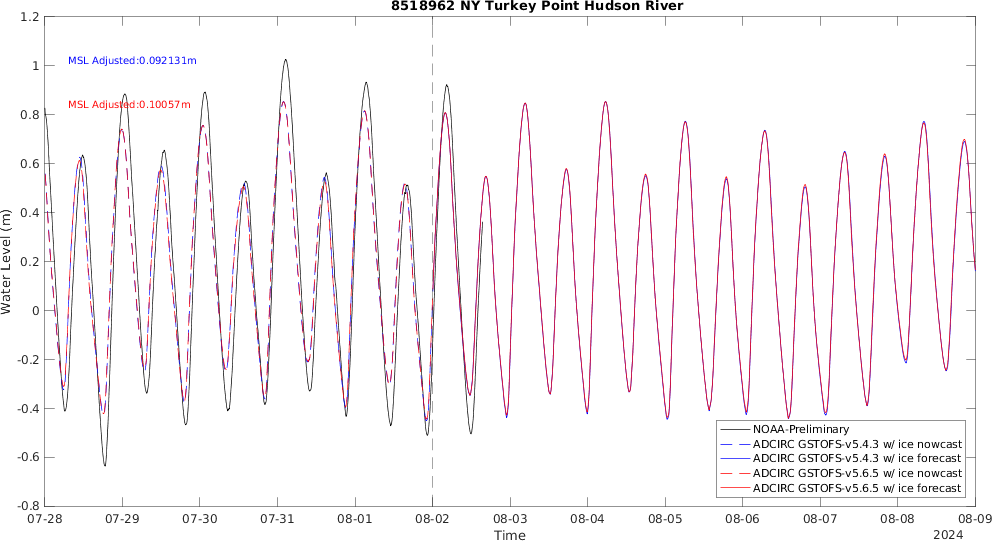 8518962 NY Turkey Point Hudson River
1.2
1
0.8
0.6
0.4
0.2
0
-0.2
-0.4
-0.6
-0.8
Water Level (m)
MSL Adjusted:0.092131m
MSL Adjusted:0.10057m
NOAA-Preliminary
ADCIRC GSTOFS-v5.4.3 w/ ice nowcast
ADCIRC GSTOFS-v5.4.3 w/ ice forecast
ADCIRC GSTOFS-v5.6.5 w/ ice nowcast
ADCIRC GSTOFS-v5.6.5 w/ ice forecast
07-28 07-29 07-30 07-31 08-01 08-02 08-03 08-04 08-05 08-06 08-07 08-08 08-09
Time
2024